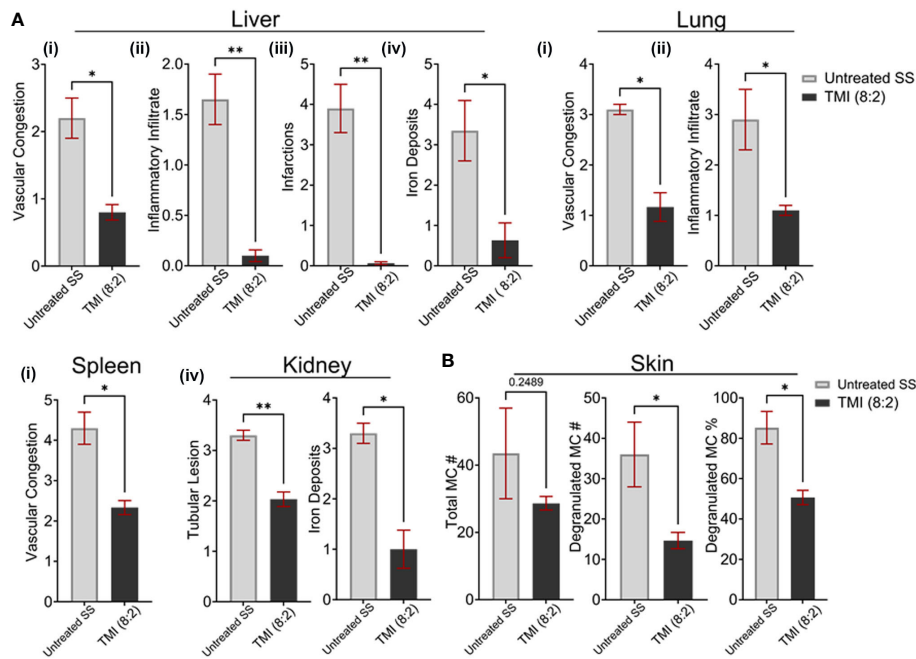 A
Liver
Lung
(i)
(ii)
(iii)
(iv)
(i)
(ii)
Vascular Congestion
3
2
1
0
*
Untreated SS
TMI (8:2)
Inflammatory Infiltrate
2.0
1.5
1.0
0.5
0.0
**
Untreated SS
TMI (8:2)
Infarctions
5
4
3
2
1
0
**
Untreated SS
TMI (8:2)
Iron Deposits
5
4
3
2
1
0
*
Untreated SS
TMI (8:2)
Vascular Congestion
4
3
2
1
0
*
Untreated SS
TMI (8:2)
Inflammatory Infiltrate
4
3
2
1
0
*
Untreated SS
TMI (8:2)
Untreated SS
TMI (8:2)
Spleen
(i)
Vascular Congestion
5
4
3
2
1
0
*
Untreated SS
TMI (8:2)
Kidney
(iv)
Tubular Lesion
4
3
2
1
0
**
Untreated SS
TMI (8:2)
Iron Deposits
4
3
2
1
0
*
Untreated SS
TMI (8:2)
B
Skin
Total MC #
60
40
20
0
0.2489
Untreated SS
TMI (8:2)
Degranulated MC #
50
40
30
20
10
0
*
Untreated SS
TMI (8:2)
Degranulated MC %
100
80
60
40
20
0
*
Untreated SS
TMI (8:2)
Untreated SS
TMI (8:2)